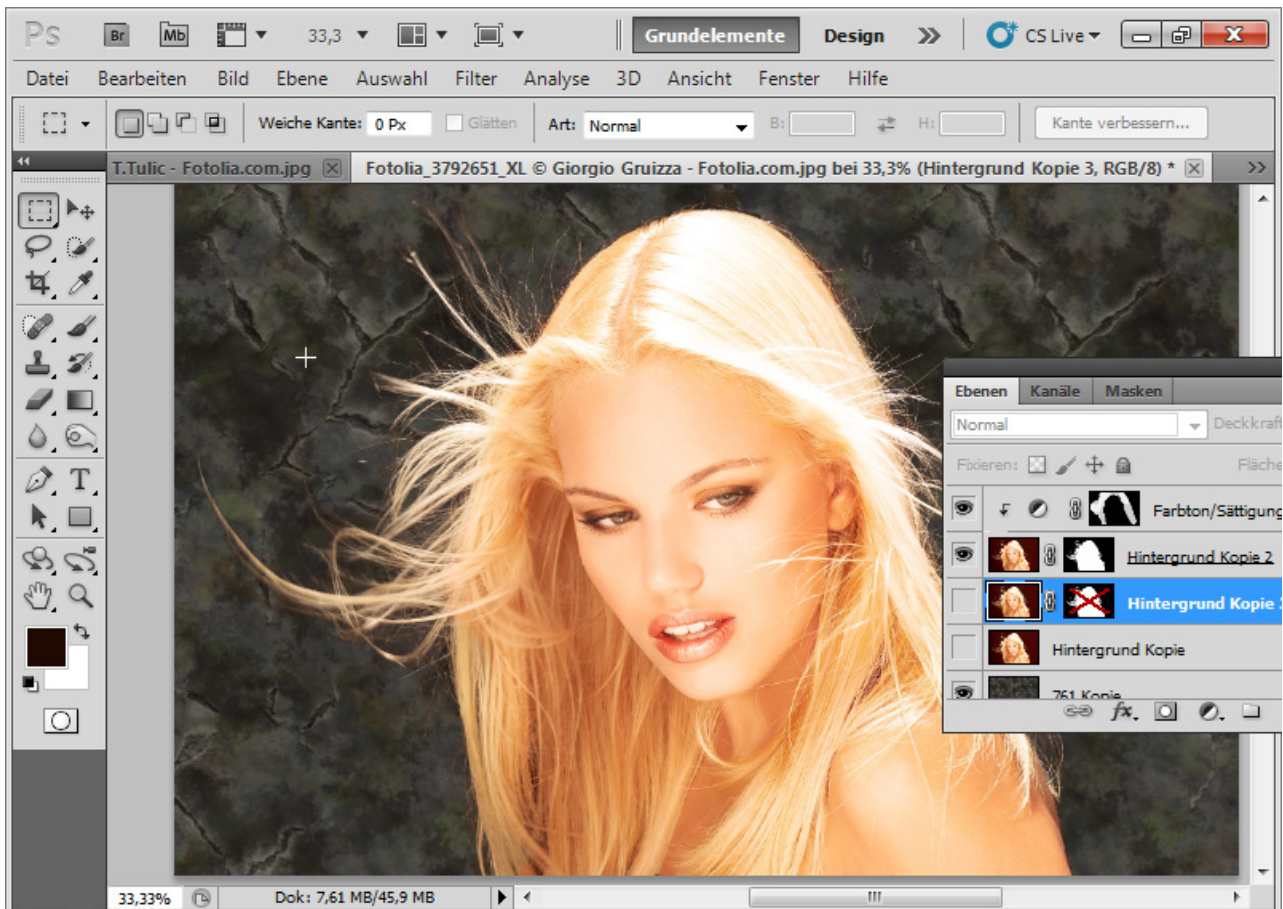 Ps Br Mb 33,3 Grundelemente Design CS Live
Datei Bearbeiten Bild Ebene Auswahl Filter Analyse 3D Ansicht Fenster Hilfe
Weiche Kante: 0 Px Glätten Art: Normal B: H: Kante verbessern...
T.Tulic - Fotolia.com.jpg Fotolia_3792651_XL © Giorgio Gruizza - Fotolia.com.jpg bei 33,3% (Hintergrund Kopie 3, RGB/8) *
Ebenen Kanäle Masken
Normal Deckkraft
Fixieren: Fläche
Farbton/Sättigung
Hintergrund Kopie 2
Hintergrund Kopie 3
Hintergrund Kopie
761 Kopie
fx.
T
33,33% Dok: 7,61 MB/45,9 MB